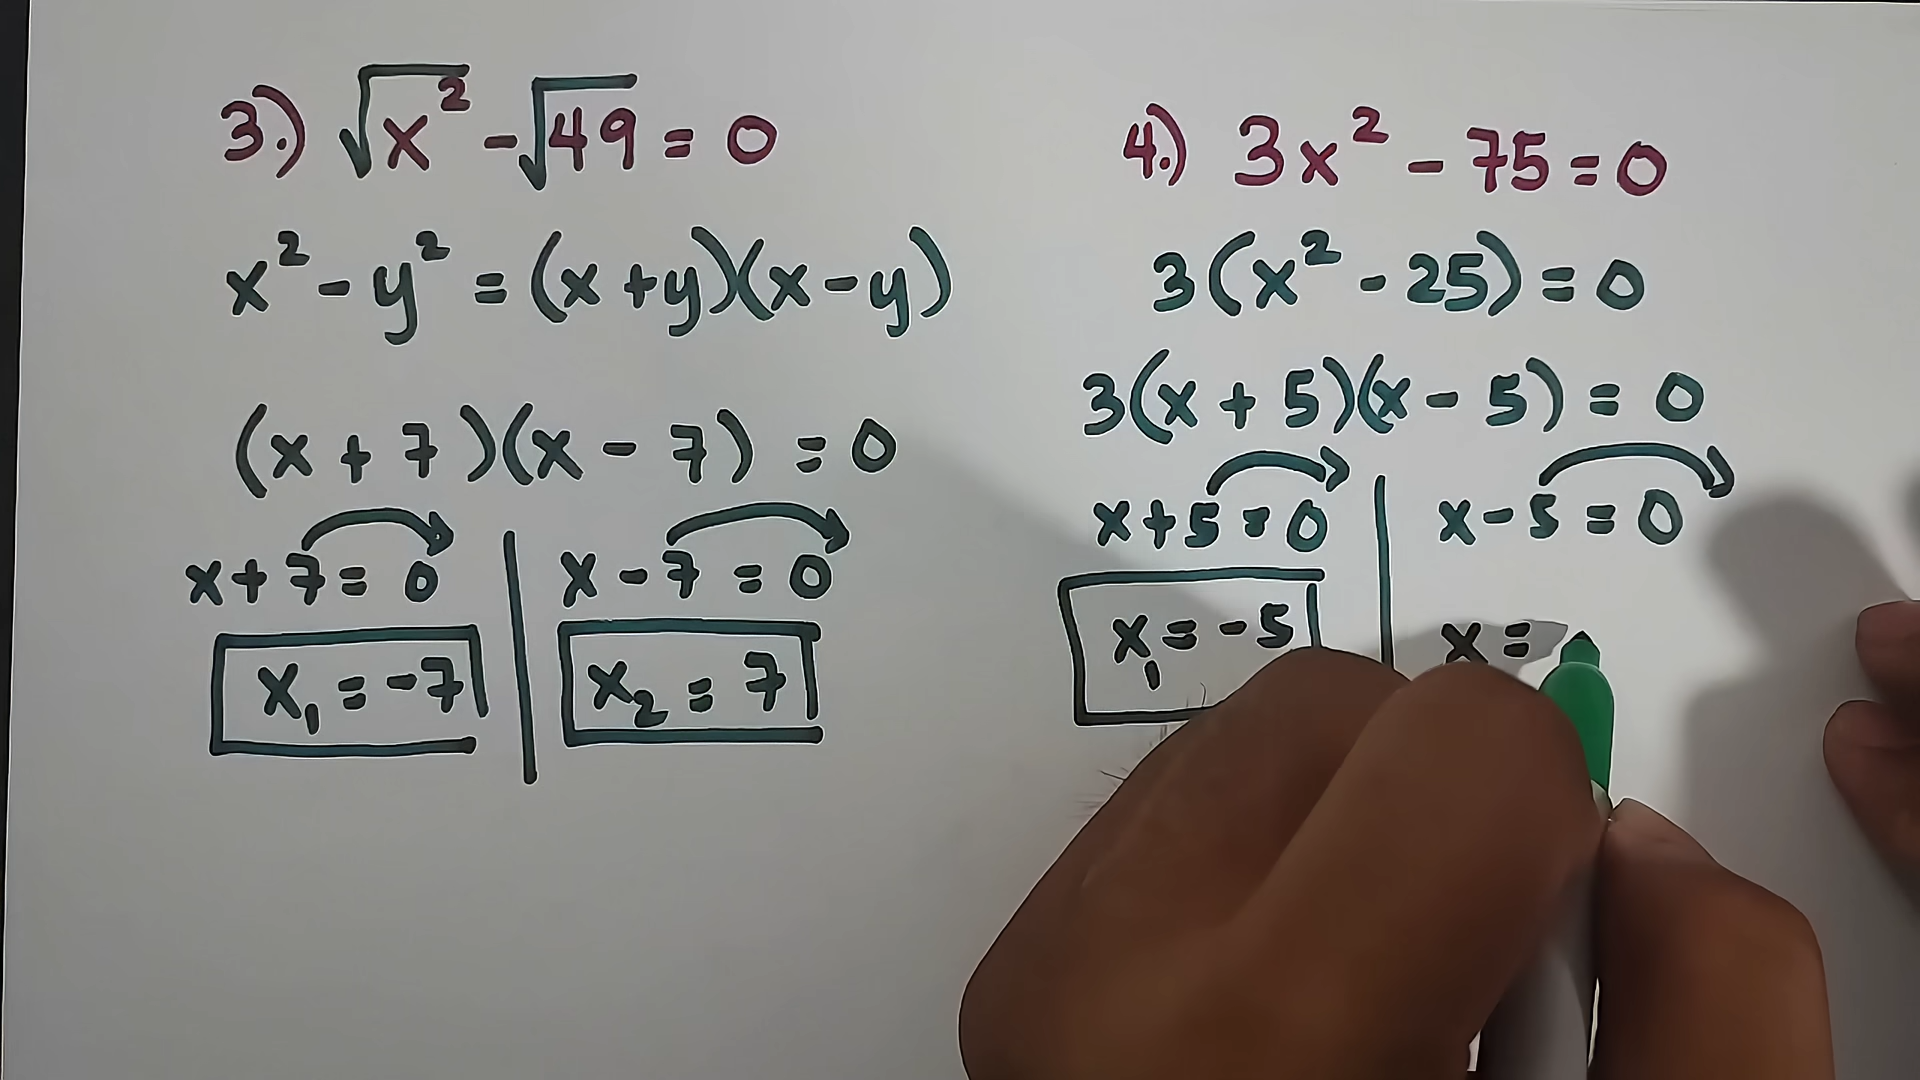 3.) √x² - √49 = 0
x² - y² = (x + y)(x - y)
(x + 7)(x - 7) = 0
x + 7 = 0
x - 7 = 0
x₁ = -7
x₂ = 7
4.) 3x² - 75 = 0
3(x² - 25) = 0
3(x + 5)(x - 5) = 0
x + 5 = 0
x - 5 = 0
x₁ = -5
x =